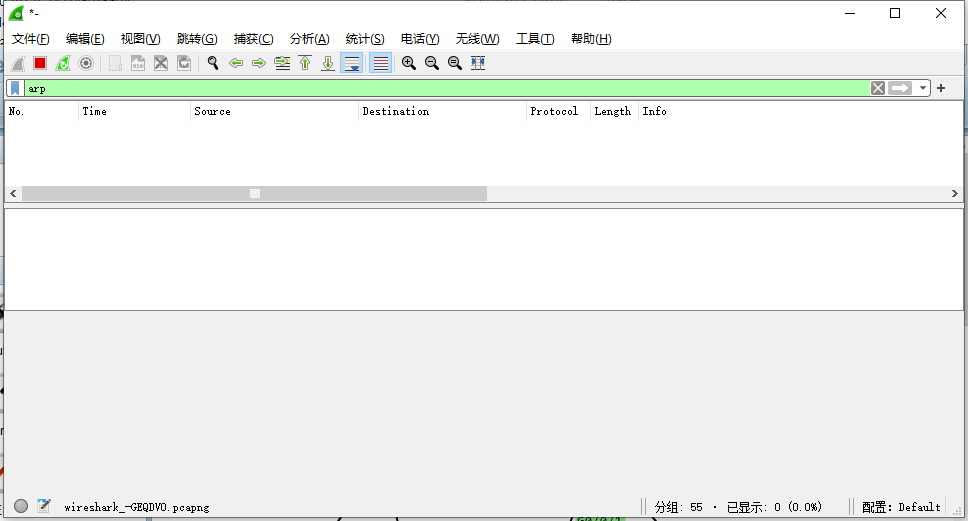 *-
文件(F) 编辑(E) 视图(V) 跳转(G) 捕获(C) 分析(A) 统计(S) 电话(Y) 无线(W) 工具(T) 帮助(H)
arp
No. Time Source Destination Protocol Length Info
wireshark_-GEQDVO.pcapng 分组: 55 · 已显示: 0 (0.0%) 配置: Default